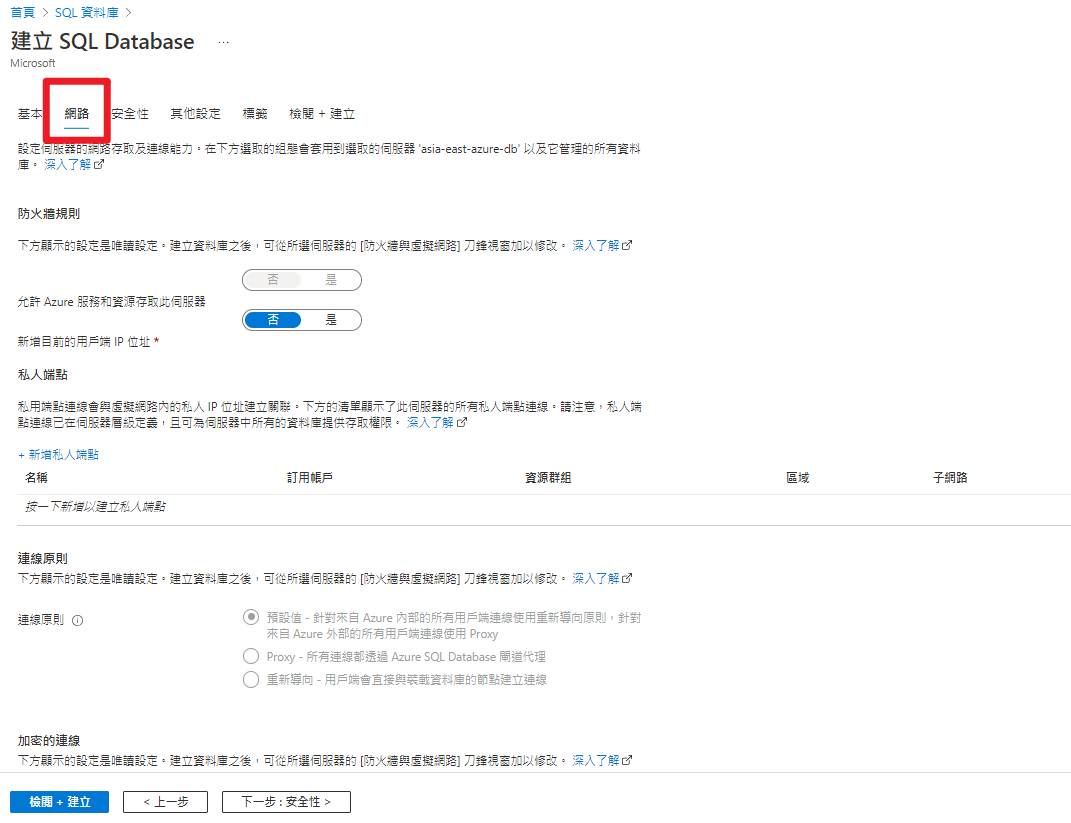 首頁 > SQL 資料庫 >
建立 SQL Database ...
Microsoft
基本 網路 安全性 其他設定 標籤 檢閱 + 建立
設定伺服器的網路存取及連線能力。在下方選取的組態會套用到選取的伺服器 'asia-east-azure-db' 以及它管理的所有資料
庫。 深入了解
防火牆規則
下方顯示的設定是唯讀設定。建立資料庫之後，可從所選伺服器的 [防火牆與虛擬網路] 刀鋒視窗加以修改。 深入了解
否 是
允許 Azure 服務和資源存取此伺服器
否 是
新增目前的用戶端 IP 位址 *
私人端點
私用端點連線會與虛擬網路內的私人 IP 位址建立關聯。下方的清單顯示了此伺服器的所有私人端點連線。請注意，私人端
點連線已在伺服器層級定義，且可為伺服器中所有的資料庫提供存取權限。 深入了解
+ 新增私人端點
名稱 訂用帳戶 資源群組 區域 子網路
按一下新增以建立私人端點
連線原則
下方顯示的設定是唯讀設定。建立資料庫之後，可從所選伺服器的 [防火牆與虛擬網路] 刀鋒視窗加以修改。 深入了解
連線原則
預設值 - 針對來自 Azure 內部的所有用戶端連線使用重新導向原則，針對
來自 Azure 外部的所有用戶端連線使用 Proxy
Proxy - 所有連線都透過 Azure SQL Database 閘道代理
重新導向 - 用戶端會直接與裝載資料庫的節點建立連線
加密的連線
下方顯示的設定是唯讀設定。建立資料庫之後，可從所選伺服器的 [防火牆與虛擬網路] 刀鋒視窗加以修改。 深入了解
檢閱 + 建立 < 上一步 下一步 : 安全性 >